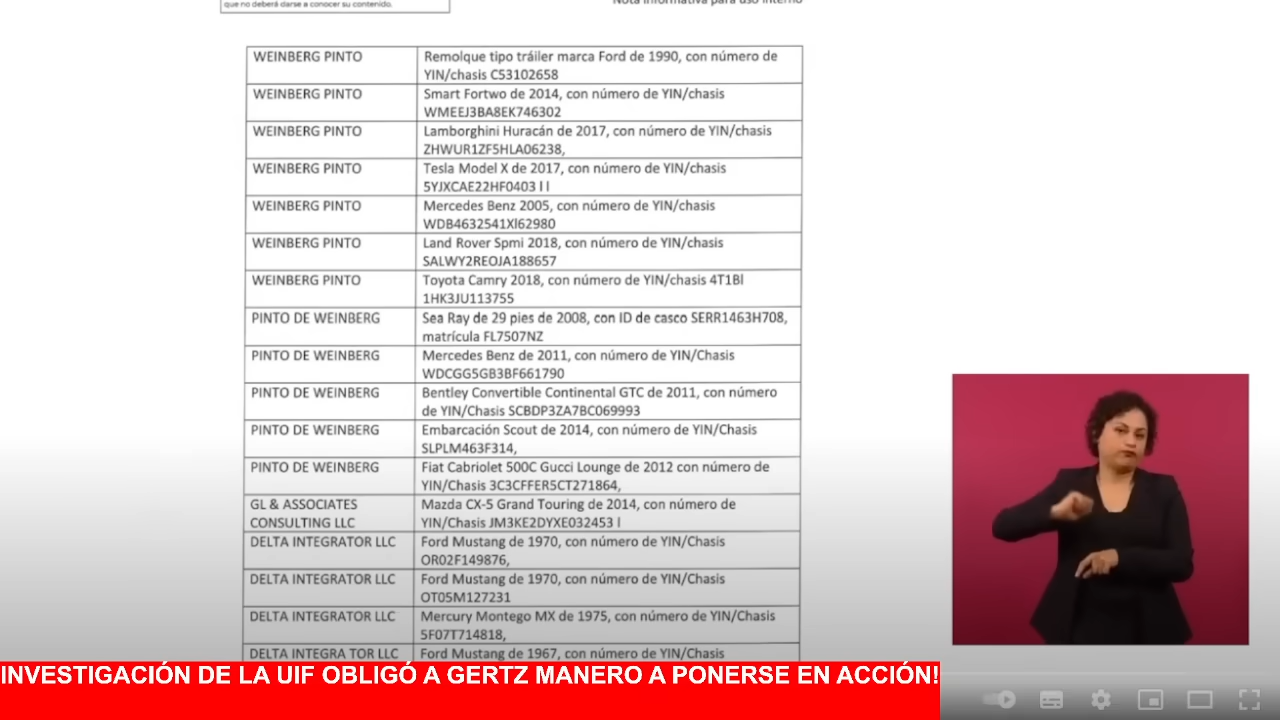 que no deberá darse a conocer su contenido.
Nota informativa para uso interno
WEINBERG PINTO
Remolque tipo tráiler marca Ford de 1990, con número de
YIN/chasis C53102658
WEINBERG PINTO
Smart Fortwo de 2014, con número de YIN/chasis
WMEEJ3BA8EK746302
WEINBERG PINTO
Lamborghini Huracán de 2017, con número de YIN/chasis
ZHWUR1ZF5HLA06238,
WEINBERG PINTO
Tesla Model X de 2017, con número de YIN/chasis
5YJXCAE22HF0403 l l
WEINBERG PINTO
Mercedes Benz 2005, con número de YIN/chasis
WDB4632541Xl62980
WEINBERG PINTO
Land Rover Spmi 2018, con número de YIN/chasis
SALWY2REOJA188657
WEINBERG PINTO
Toyota Camry 2018, con número de YIN/chasis 4T1Bl
1HK3JU113755
PINTO DE WEINBERG
Sea Ray de 29 pies de 2008, con ID de casco SERR1463H708,
matrícula FL7507NZ
PINTO DE WEINBERG
Mercedes Benz de 2011, con número de YIN/Chasis
WDCGG5GB3BF661790
PINTO DE WEINBERG
Bentley Convertible Continental GTC de 2011, con número
de YIN/Chasis SCBDP3ZA7BC069993
PINTO DE WEINBERG
Embarcación Scout de 2014, con número de YIN/Chasis
SLPLM463F314,
PINTO DE WEINBERG
Fiat Cabriolet 500C Gucci Lounge de 2012 con número de
YIN/Chasis 3C3CFFER5CT271864,
GL & ASSOCIATES
CONSULTING LLC
Mazda CX-5 Grand Touring de 2014, con número de
YIN/Chasis JM3KE2DYXE032453 l
DELTA INTEGRATOR LLC
Ford Mustang de 1970, con número de YIN/Chasis
OR02F149876,
DELTA INTEGRATOR LLC
Ford Mustang de 1970, con número de YIN/Chasis
OT05M127231
DELTA INTEGRATOR LLC
Mercury Montego MX de 1975, con número de YIN/Chasis
5F07T714818,
DELTA INTEGRA TOR LLC
Ford Mustang de 1967, con número de YIN/Chasis
INVESTIGACIÓN DE LA UIF OBLIGÓ A GERTZ MANERO A PONERSE EN ACCIÓN!